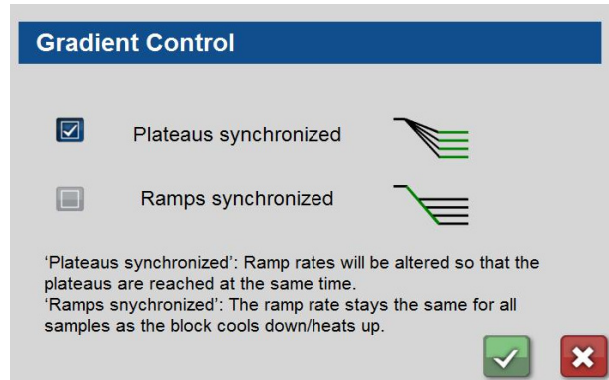 Gradient Control
Plateaus synchronized
Ramps synchronized
‘Plateaus synchronized’: Ramp rates will be altered so that the
plateaus are reached at the same time.
‘Ramps snychronized’: The ramp rate stays the same for all
samples as the block cools down/heats up.